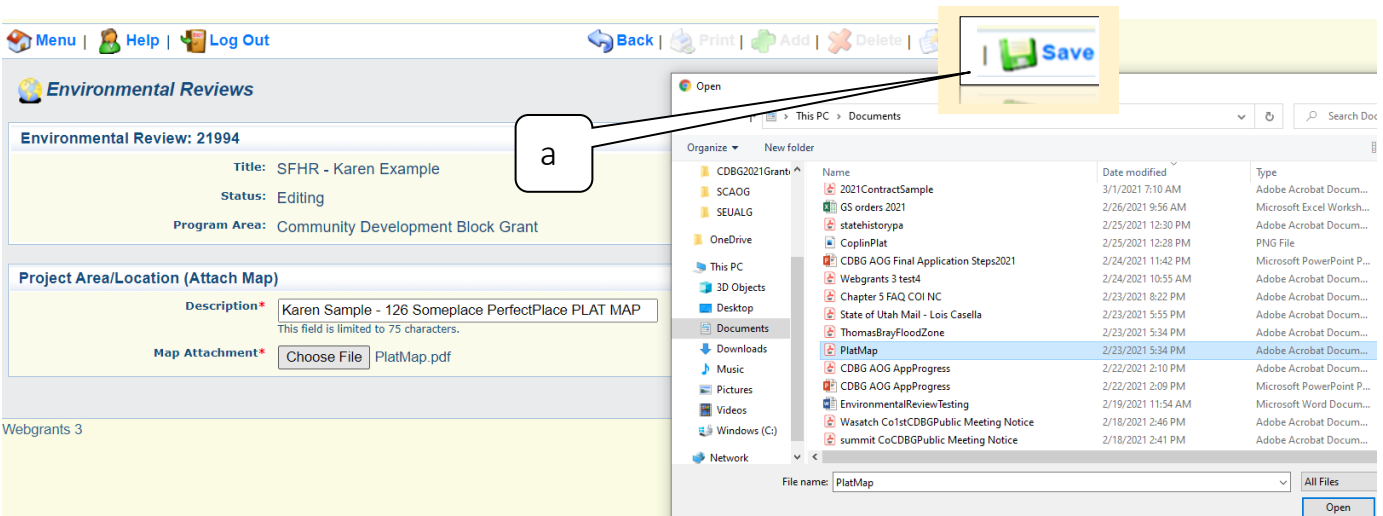 Menu | Help | Log Out
Back | Print | Add | Delete |
| Save
Environmental Reviews
Environmental Review: 21994
Title: SFHR - Karen Example
Status: Editing
Program Area: Community Development Block Grant
a
Project Area/Location (Attach Map)
Description* Karen Sample - 126 Someplace PerfectPlace PLAT MAP
This field is limited to 75 characters.
Map Attachment* Choose File PlatMap.pdf
Webgrants 3
Open
This PC > Documents
Search Doc
Organize New folder
CDBG2021Grant
SCAOG
SEUALG
OneDrive
This PC
3D Objects
Desktop
Documents
Downloads
Music
Pictures
Videos
Windows (C:)
Network
Name Date modified Type
2021ContractSample 3/1/2021 7:10 AM Adobe Acrobat Docum...
GS orders 2021 2/26/2021 9:56 AM Microsoft Excel Worksh...
statehistorypa 2/25/2021 12:30 PM Adobe Acrobat Docum...
CoplinPlat 2/25/2021 12:28 PM PNG File
CDBG AOG Final Application Steps2021 2/24/2021 11:42 PM Microsoft PowerPoint P...
Webgrants 3 test4 2/24/2021 10:55 AM Adobe Acrobat Docum...
Chapter 5 FAQ COI NC 2/23/2021 8:22 PM Adobe Acrobat Docum...
State of Utah Mail - Lois Casella 2/23/2021 5:55 PM Adobe Acrobat Docum...
ThomasBrayFloodZone 2/23/2021 5:34 PM Adobe Acrobat Docum...
PlatMap 2/23/2021 5:34 PM Adobe Acrobat Docum...
CDBG AOG AppProgress 2/22/2021 2:10 PM Adobe Acrobat Docum...
CDBG AOG AppProgress 2/22/2021 2:09 PM Microsoft PowerPoint P...
EnvironmentalReviewTesting 2/19/2021 11:54 AM Microsoft Word Docum...
Wasatch Co1stCDBGPublic Meeting Notice 2/18/2021 2:46 PM Adobe Acrobat Docum...
summit CoCDBGPublic Meeting Notice 2/18/2021 2:41 PM Adobe Acrobat Docum...
File name: PlatMap All Files
Open